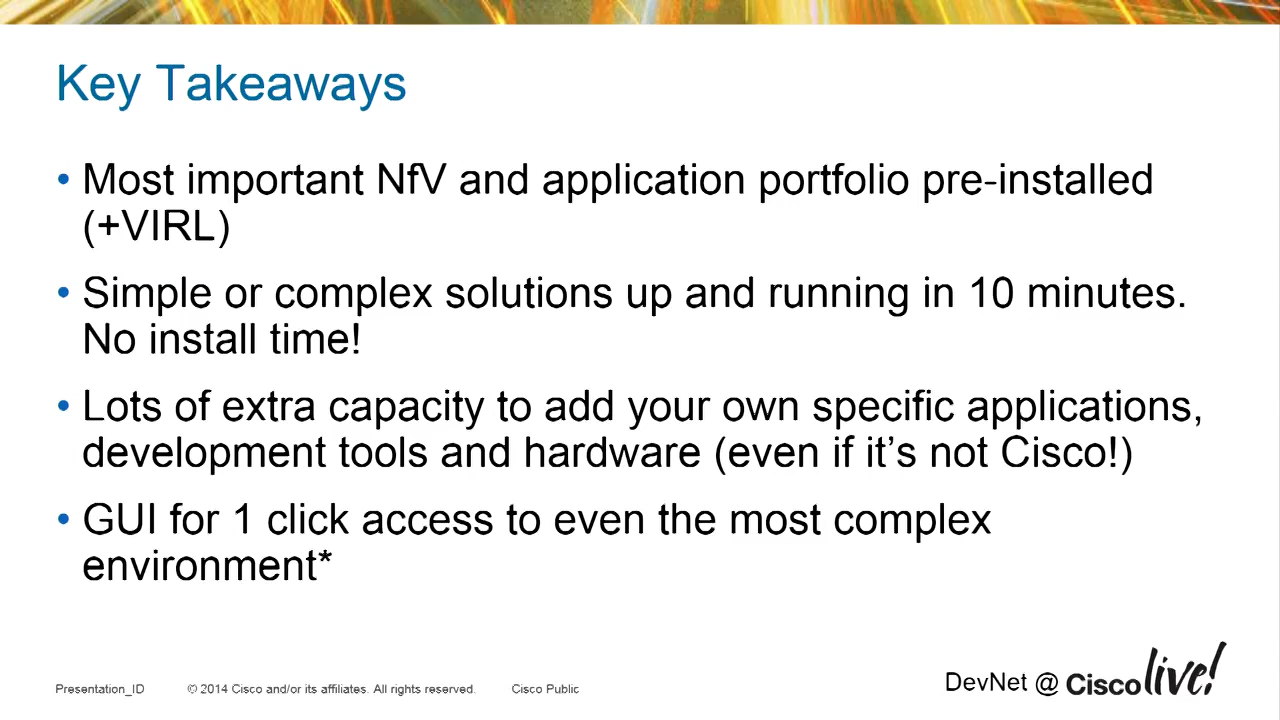 Key Takeaways
• Most important NfV and application portfolio pre-installed
(+VIRL)
• Simple or complex solutions up and running in 10 minutes.
No install time!
• Lots of extra capacity to add your own specific applications,
development tools and hardware (even if it’s not Cisco!)
• GUI for 1 click access to even the most complex
environment*
Presentation_ID © 2014 Cisco and/or its affiliates. All rights reserved. Cisco Public
DevNet @ Cisco live!